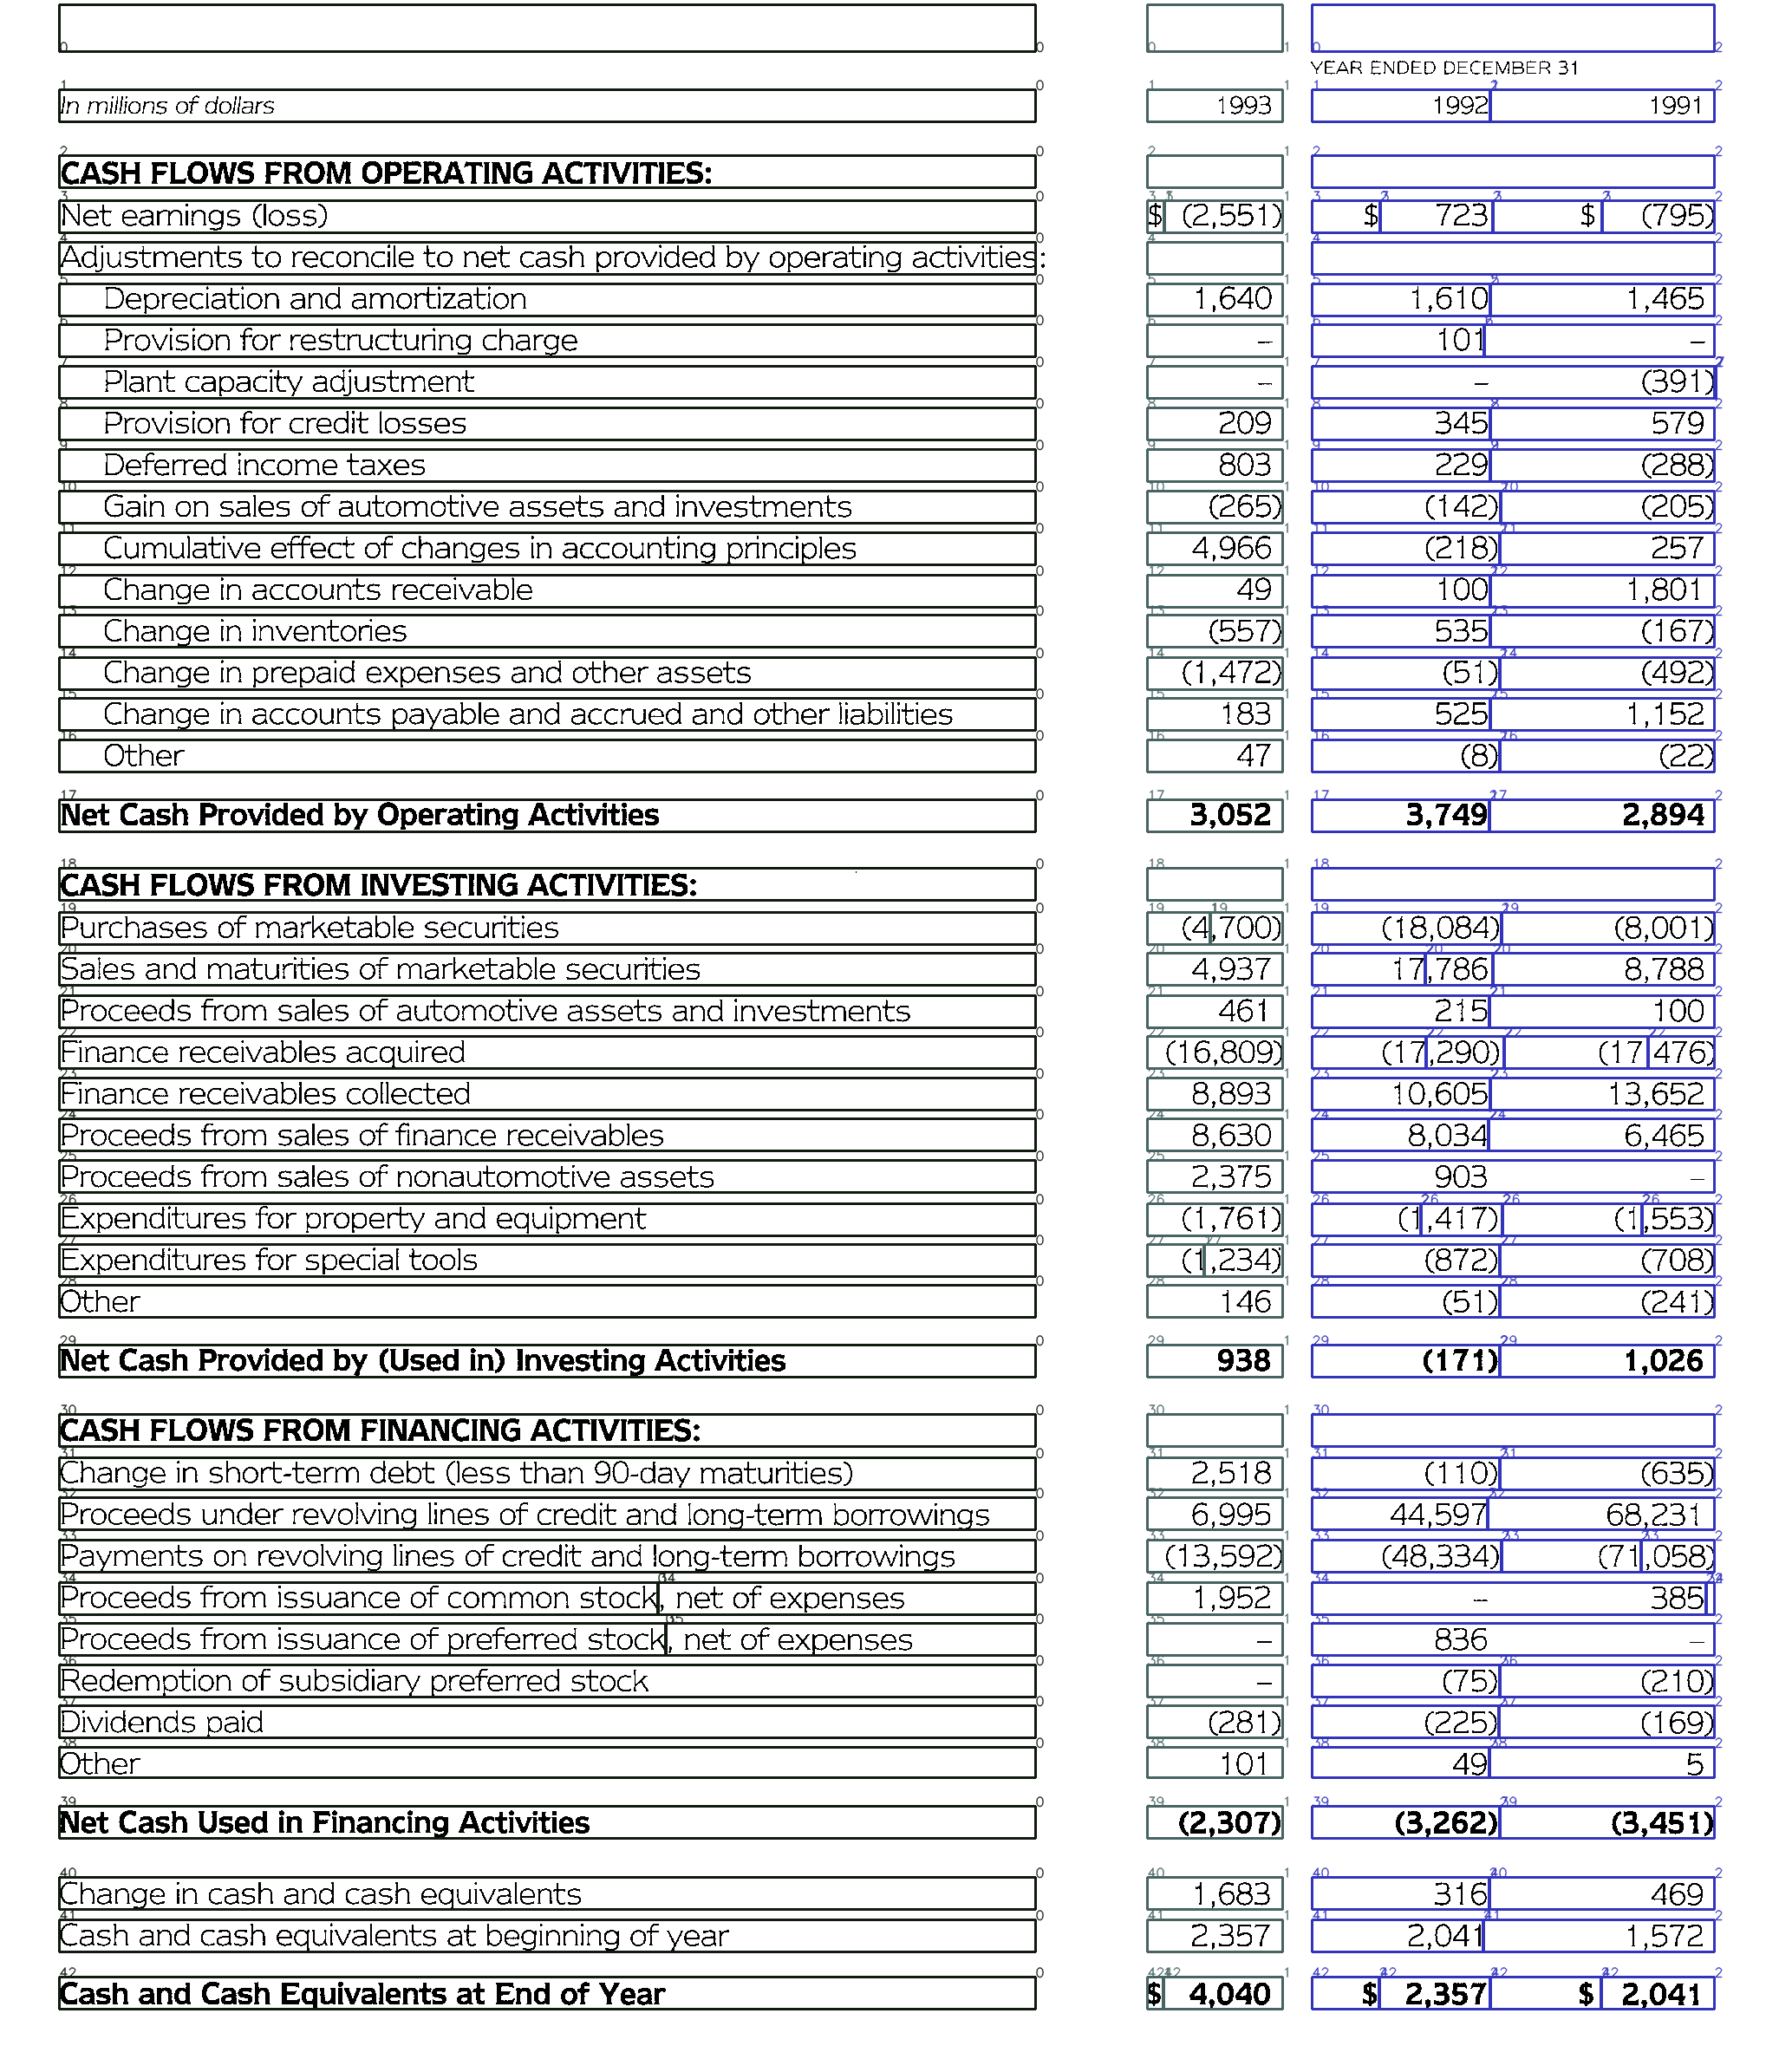 YEAR ENDED DECEMBER 31
In millions of dollars 1993 1992 1991
CASH FLOWS FROM OPERATING ACTIVITIES:
Net earnings (loss) $ (2,551) $ 723 $ (795)
Adjustments to reconcile to net cash provided by operating activities:
Depreciation and amortization 1,640 1,610 1,465
Provision for restructuring charge – 101 –
Plant capacity adjustment – – (391)
Provision for credit losses 209 345 579
Deferred income taxes 803 229 (288)
Gain on sales of automotive assets and investments (265) (142) (205)
Cumulative effect of changes in accounting principles 4,966 (218) 257
Change in accounts receivable 49 100 1,801
Change in inventories (557) 535 (167)
Change in prepaid expenses and other assets (1,472) (51) (492)
Change in accounts payable and accrued and other liabilities 183 525 1,152
Other 47 (8) (22)
Net Cash Provided by Operating Activities 3,052 3,749 2,894
CASH FLOWS FROM INVESTING ACTIVITIES:
Purchases of marketable securities (4,700) (18,084) (8,001)
Sales and maturities of marketable securities 4,937 17,786 8,788
Proceeds from sales of automotive assets and investments 461 215 100
Finance receivables acquired (16,809) (17,290) (17,476)
Finance receivables collected 8,893 10,605 13,652
Proceeds from sales of finance receivables 8,630 8,034 6,465
Proceeds from sales of nonautomotive assets 2,375 903 –
Expenditures for property and equipment (1,761) (1,417) (1,553)
Expenditures for special tools (1,234) (872) (708)
Other 146 (51) (241)
Net Cash Provided by (Used in) Investing Activities 938 (171) 1,026
CASH FLOWS FROM FINANCING ACTIVITIES:
Change in short-term debt (less than 90-day maturities) 2,518 (110) (635)
Proceeds under revolving lines of credit and long-term borrowings 6,995 44,597 68,231
Payments on revolving lines of credit and long-term borrowings (13,592) (48,334) (71,058)
Proceeds from issuance of common stock, net of expenses 1,952 – 385
Proceeds from issuance of preferred stock, net of expenses – 836 –
Redemption of subsidiary preferred stock – (75) (210)
Dividends paid (281) (225) (169)
Other 101 49 5
Net Cash Used in Financing Activities (2,307) (3,262) (3,451)
Change in cash and cash equivalents 1,683 316 469
Cash and cash equivalents at beginning of year 2,357 2,041 1,572
Cash and Cash Equivalents at End of Year $ 4,040 $ 2,357 $ 2,041